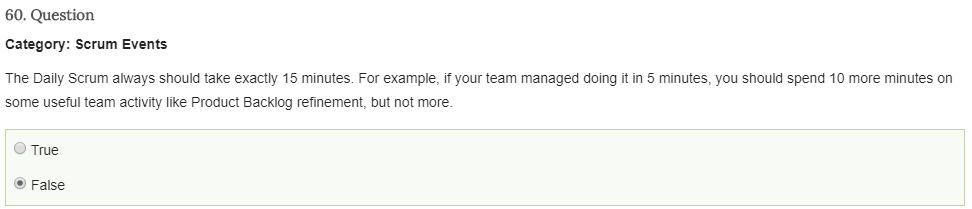 60. Question
Category: Scrum Events
The Daily Scrum always should take exactly 15 minutes. For example, if your team managed doing it in 5 minutes, you should spend 10 more minutes on
some useful team activity like Product Backlog refinement, but not more.
True
False